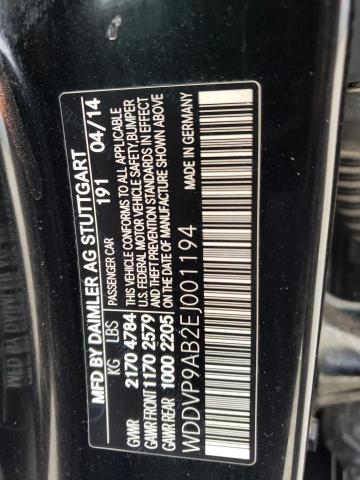 MFD BY DAIMLER AG STUTTGART
PASSENGER CAR 191 04/14
KG LBS
THIS VEHICLE CONFORMS TO ALL APPLICABLE
U.S. FEDERAL MOTOR VEHICLE SAFETY, BUMPER
AND THEFT PREVENTION STANDARDS IN EFFECT
ON THE DATE OF MANUFACTURE SHOWN ABOVE
GVWR 2170 4784
GAWR FRONT 1170 2579
GAWR REAR 1000 2205
MADE IN GERMANY
WDDVP9AB2EJ001194